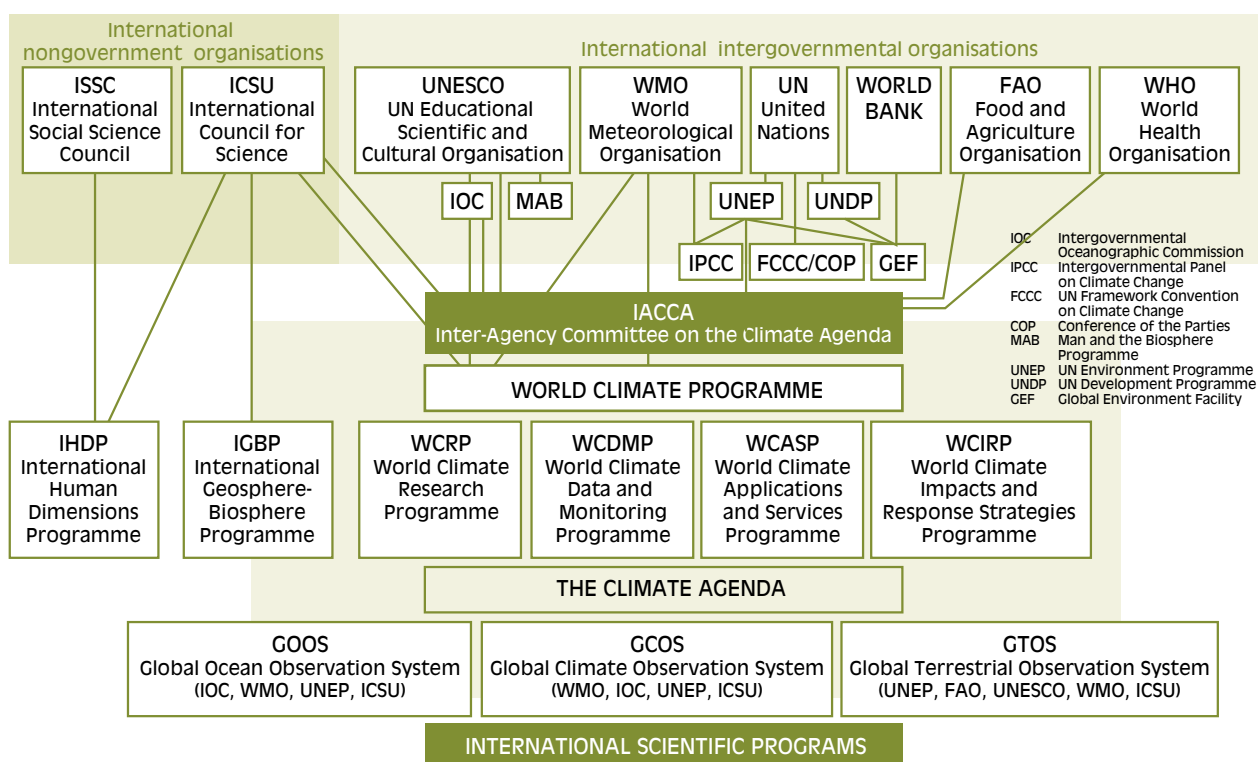 International
nongovernment organisations
International intergovernmental organisations
ISSC
International
Social Science
Council
ICSU
International
Council for
Science
UNESCO
UN Educational
Scientific and
Cultural Organisation
WMO
World
Meteorological
Organisation
UN
United
Nations
WORLD
BANK
FAO
Food and
Agriculture
Organisation
WHO
World
Health
Organisation
IOC
MAB
UNEP
UNDP
IPCC
FCCC/COP
GEF
IOC Intergovernmental
Oceanographic Commission
IPCC Intergovernmental Panel
on Climate Change
FCCC UN Framework Convention
on Climate Change
COP Conference of the Parties
MAB Man and the Biosphere
Programme
UNEP UN Environment Programme
UNDP UN Development Programme
GEF Global Environment Facility
IACCA
Inter-Agency Committee on the Climate Agenda
WORLD CLIMATE PROGRAMME
IHDP
International
Human
Dimensions
Programme
IGBP
International
Geosphere-
Biosphere
Programme
WCRP
World Climate
Research
Programme
WCDMP
World Climate
Data and
Monitoring
Programme
WCASP
World Climate
Applications
and Services
Programme
WCIRP
World Climate
Impacts and
Response Strategies
Programme
THE CLIMATE AGENDA
GOOS
Global Ocean Observation System
(IOC, WMO, UNEP, ICSU)
GCOS
Global Climate Observation System
(WMO, IOC, UNEP, ICSU)
GTOS
Global Terrestrial Observation System
(UNEP, FAO, UNESCO, WMO, ICSU)
INTERNATIONAL SCIENTIFIC PROGRAMS